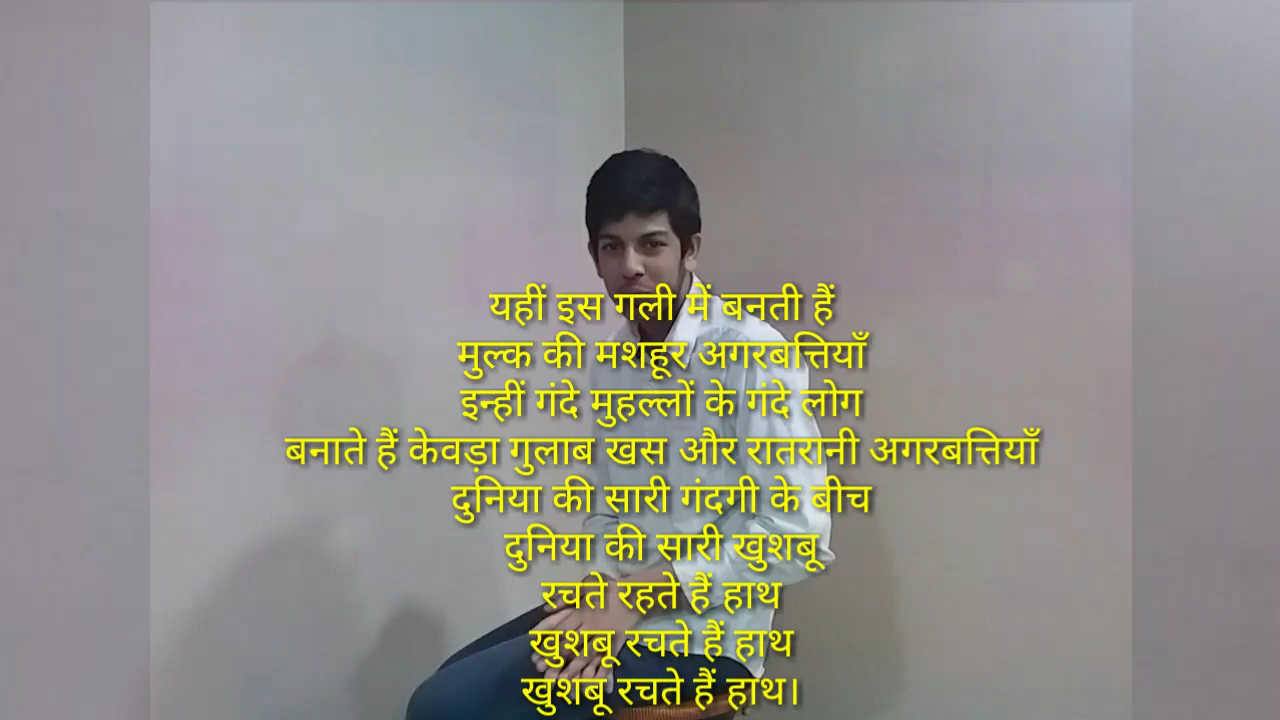 यहीं इस गली में बनती हैं
मुल्क की मशहूर अगरबत्तियाँ
इन्हीं गंदे मुहल्लों के गंदे लोग
बनाते हैं केवड़ा गुलाब खस और रातरानी अगरबत्तियाँ
दुनिया की सारी गंदगी के बीच
दुनिया की सारी खुशबू
रचते रहते हैं हाथ
खुशबू रचते हैं हाथ
खुशबू रचते हैं हाथ।